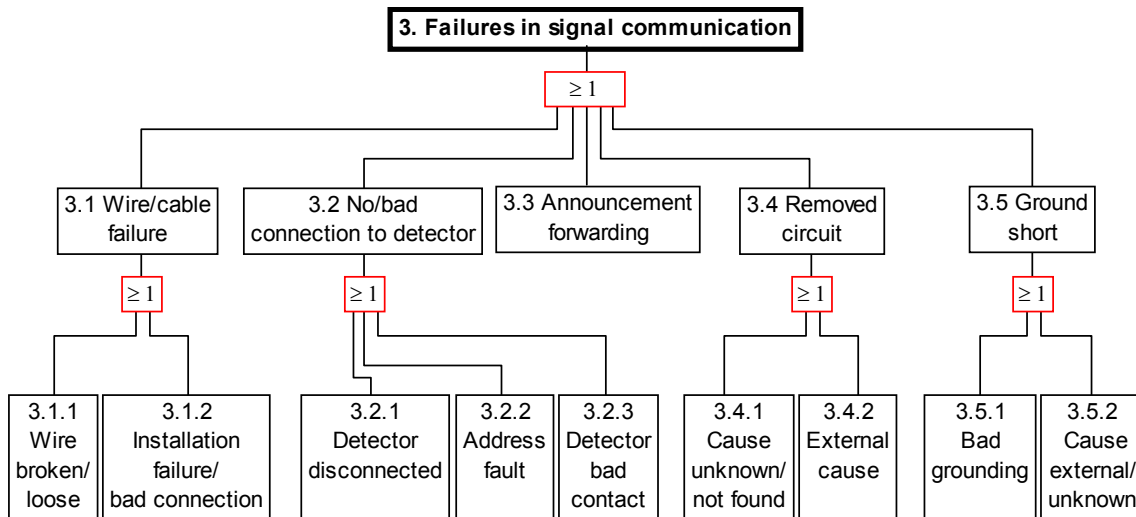 3. Failures in signal communication
≥ 1
3.1 Wire/cable
failure
3.2 No/bad
connection to detector
3.3 Announcement
forwarding
3.4 Removed
circuit
3.5 Ground
short
≥ 1
≥ 1
≥ 1
≥ 1
3.1.1
Wire
broken/
loose
3.1.2
Installation
failure/
bad connection
3.2.1
Detector
disconnected
3.2.2
Address
fault
3.2.3
Detector
bad
contact
3.4.1
Cause
unknown/
not found
3.4.2
External
cause
3.5.1
Bad
grounding
3.5.2
Cause
external/
unknown